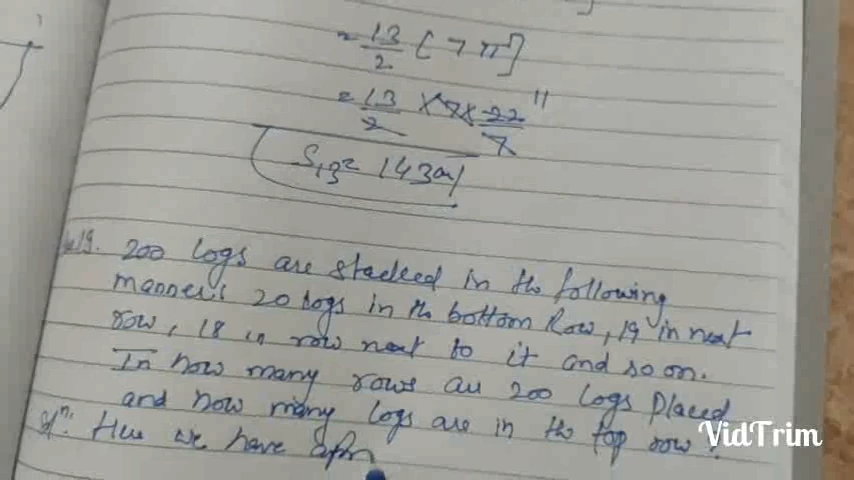 = 13/2 [ 7 π ]
= 13/2 × 7 × 22/7 11
S13 = 143 cm
19. 200 logs are stacked in the following
manner: 20 logs in the bottom Row, 19 in next
row, 18 in row next to it and so on.
In how many rows are 200 logs placed
and how many logs are in the top row?
Solⁿ: Here we have
VidTrim